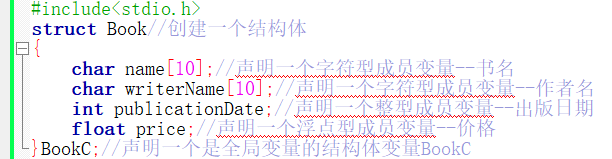 #include<stdio.h>
struct Book//创建一个结构体
{
    char name[10];//声明一个字符型成员变量--书名
    char writerName[10];//声明一个字符型成员变量--作者名
    int publicationDate;//声明一个整型成员变量--出版日期
    float price;//声明一个浮点型成员变量--价格
}BookC;//声明一个是全局变量的结构体变量BookC